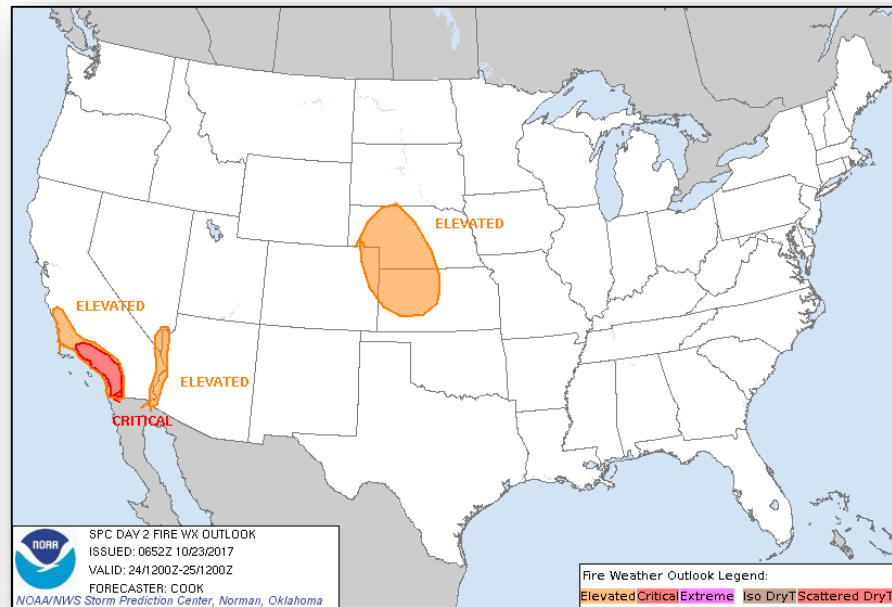 ELEVATED
ELEVATED
ELEVATED
CRITICAL
NOAA
SPC DAY 2 FIRE WX OUTLOOK
ISSUED: 0652Z 10/23/2017
VALID: 24/1200Z-25/1200Z
FORECASTER: COOK
NOAA/NWS Storm Prediction Center, Norman, Oklahoma
Fire Weather Outlook Legend:
Elevated Critical Extreme Iso DryT Scattered DryT